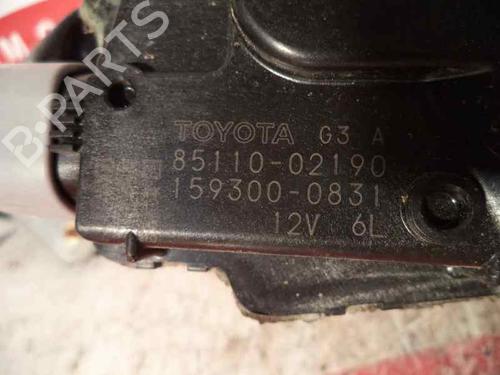 M S
B-PARTS
TOYOTA G3 A
85110-02190
159300-0831
12V 6L